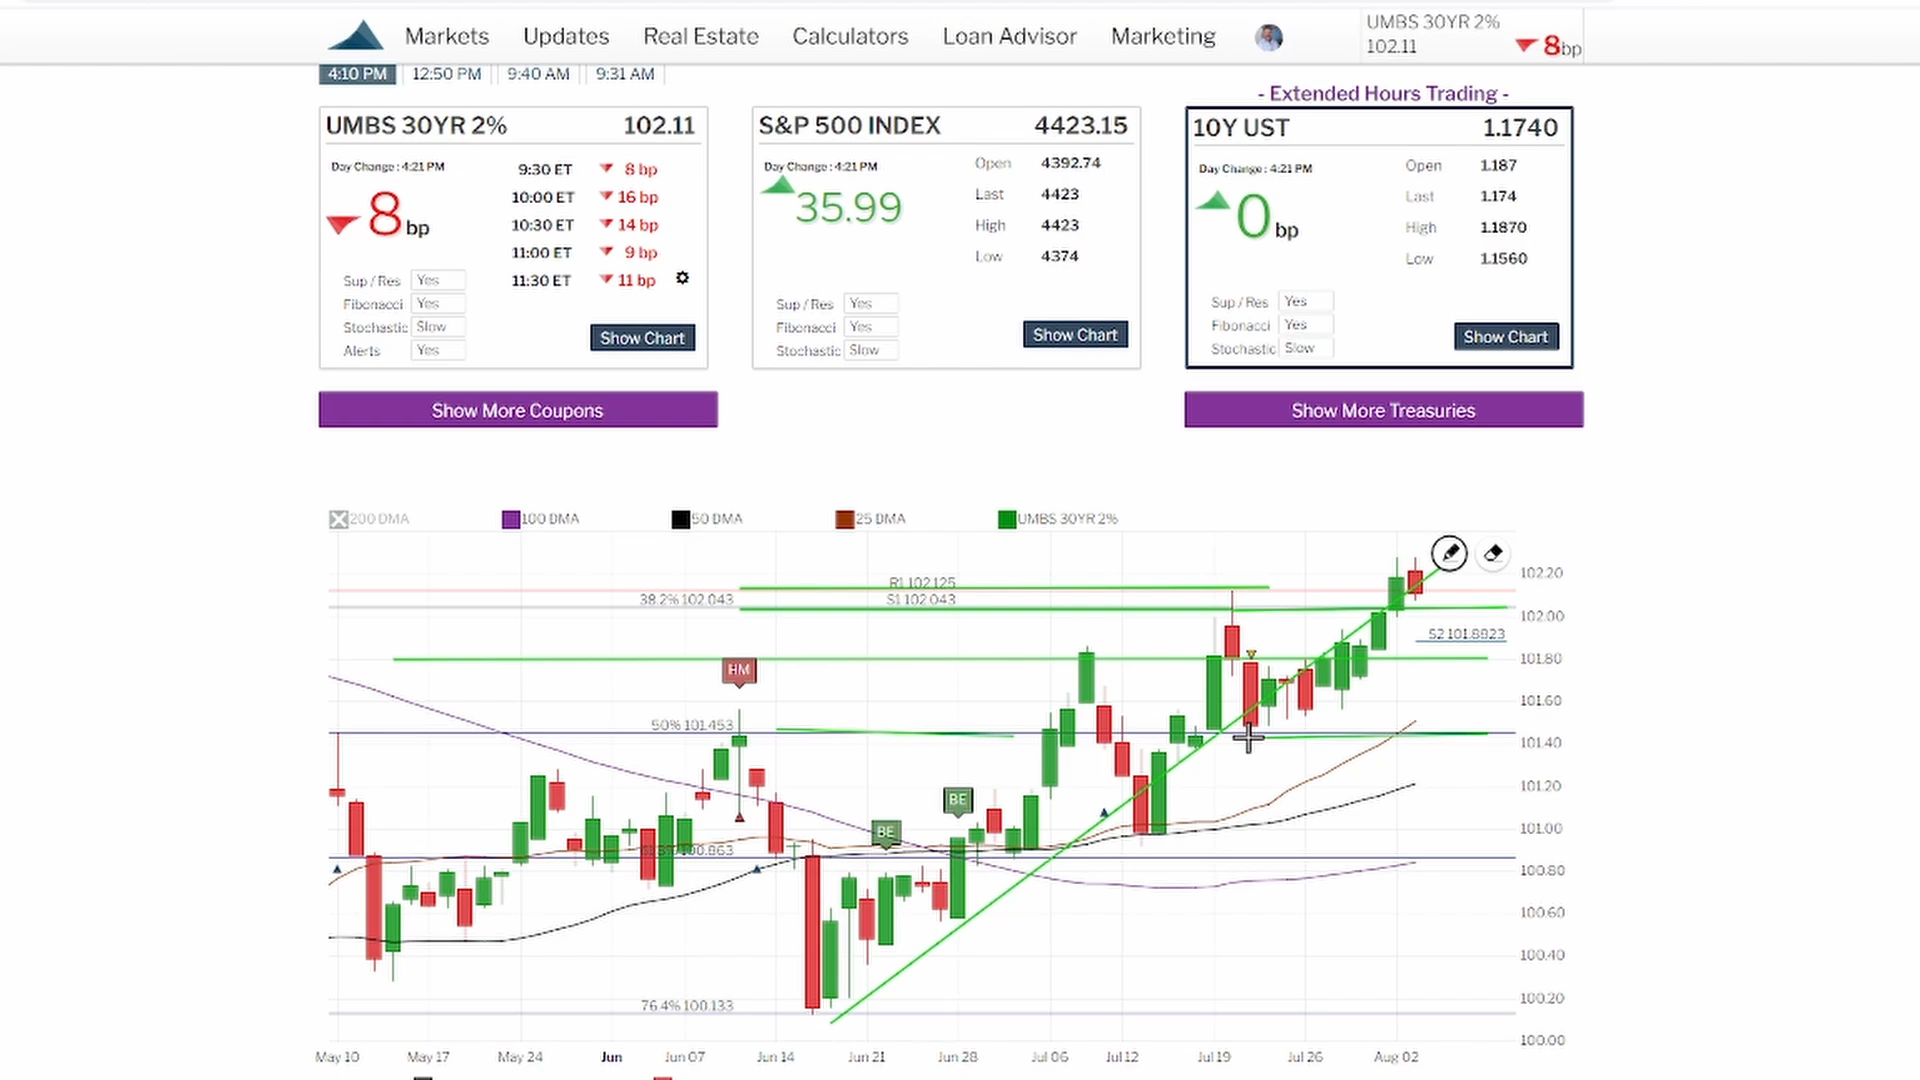 Markets Updates Real Estate Calculators Loan Advisor Marketing
UMBS 30YR 2%
102.11 8bp
4:10 PM 12:50 PM 9:40 AM 9:31 AM
- Extended Hours Trading -
UMBS 30YR 2% 102.11
Day Change : 4:21 PM
8 bp
9:30 ET 8 bp
10:00 ET 16 bp
10:30 ET 14 bp
11:00 ET 9 bp
11:30 ET 11 bp
Sup / Res Yes
Fibonacci Yes
Stochastic Slow
Alerts Yes
Show Chart
S&P 500 INDEX 4423.15
Day Change : 4:21 PM
35.99
Open 4392.74
Last 4423
High 4423
Low 4374
Sup / Res Yes
Fibonacci Yes
Stochastic Slow
Show Chart
10Y UST 1.1740
Day Change : 4:21 PM
0 bp
Open 1.187
Last 1.174
High 1.1870
Low 1.1560
Sup / Res Yes
Fibonacci Yes
Stochastic Slow
Show Chart
Show More Coupons
Show More Treasuries
200 DMA 100 DMA 50 DMA 25 DMA UMBS 30YR 2%
R1 102.125
38.2% 102.043 S1 102.043
S2 101.8823
HM
50% 101.453
BE
BE
100.863
76.4% 100.133
102.20
102.00
101.80
101.60
101.40
101.20
101.00
100.80
100.60
100.40
100.20
100.00
May 10 May 17 May 24 Jun Jun 07 Jun 14 Jun 21 Jun 28 Jul 06 Jul 12 Jul 19 Jul 26 Aug 02